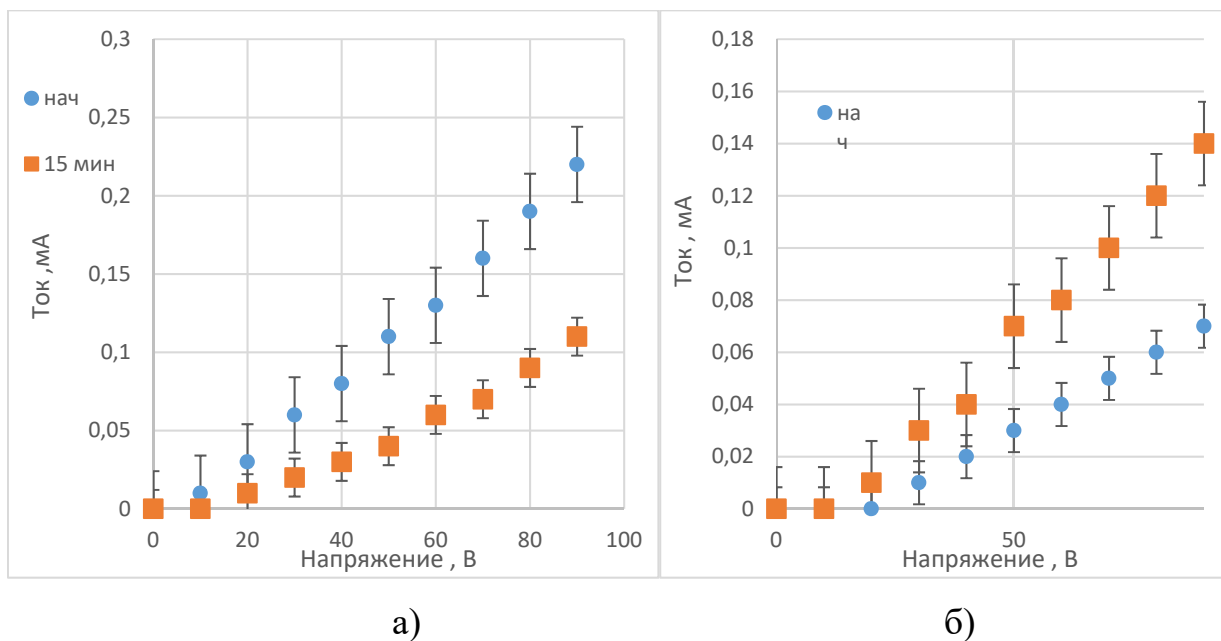 0,3
0,25
0,2
0,15
0,1
0,05
0
0
20
40
60
80
100
Ток ,мА
Напряжение , В
нач
15 мин
0,18
0,16
0,14
0,12
0,1
0,08
0,06
0,04
0,02
0
0
50
Ток , мА
Напряжение , В
на
ч
а)
б)